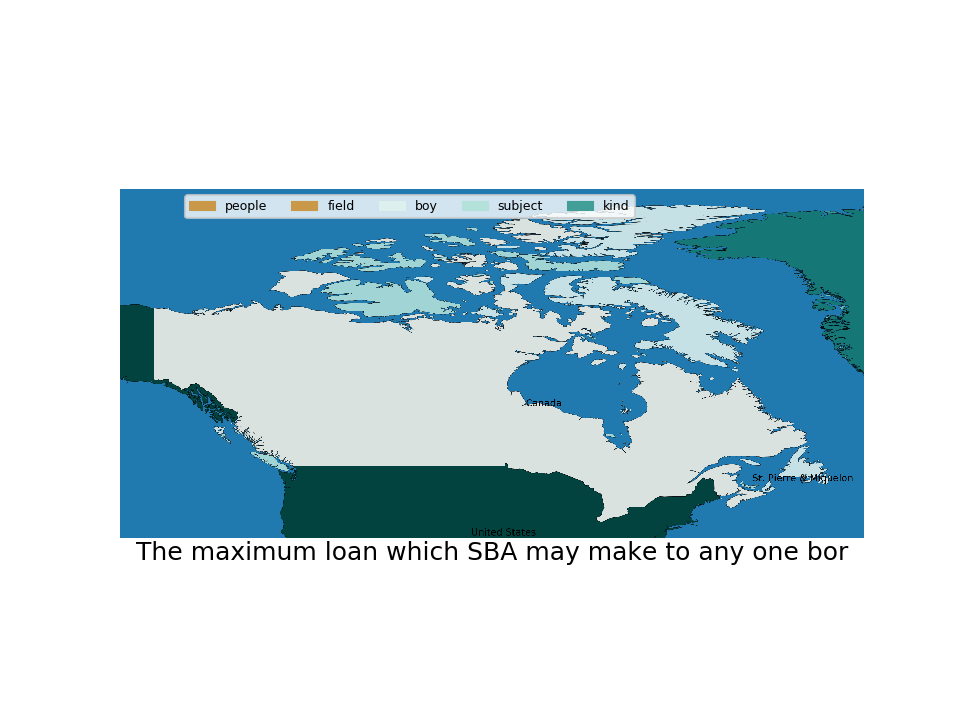 people field boy subject kind
Canada
St. Pierre & Miquelon
United States
The maximum loan which SBA may make to any one bor